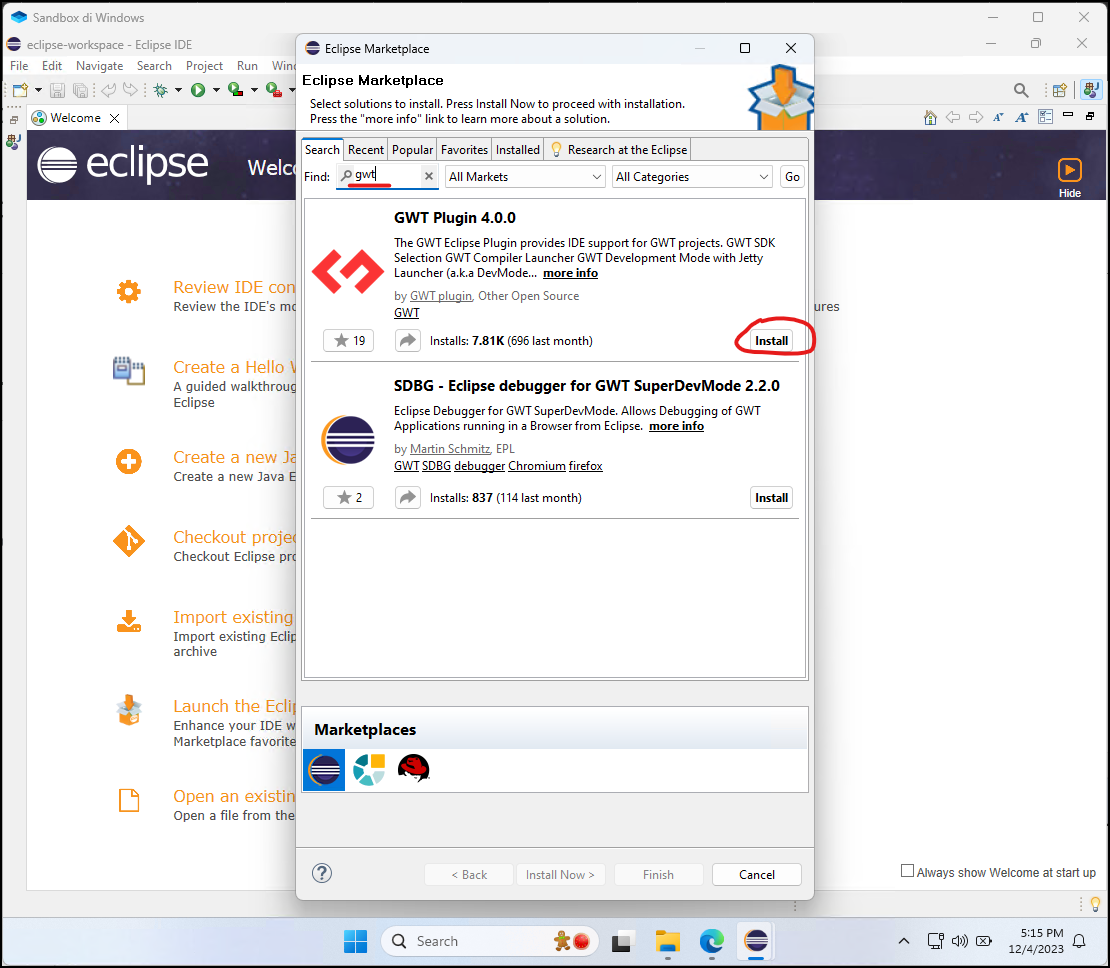 Sandbox di Windows
eclipse-workspace - Eclipse IDE
File Edit Navigate Search Project Run
Welcome
eclipse
Hide
Review IDE con
Review the IDE's mo
ures
Create a Hello W
A guided walkthroug
Eclipse
Create a new Ja
Create a new Java E
Checkout projec
Checkout Eclipse pro
Import existing
Import existing Eclip
archive
Launch the Eclip
Enhance your IDE w
Marketplace favorite
Open an existin
Open a file from the
Always show Welcome at start up
Eclipse Marketplace
Eclipse Marketplace
Select solutions to install. Press Install Now to proceed with installation.
Press the "more info" link to learn more about a solution.
Search Recent Popular Favorites Installed Research at the Eclipse
Find: gwt All Markets All Categories Go
GWT Plugin 4.0.0
The GWT Eclipse Plugin provides IDE support for GWT projects. GWT SDK
Selection GWT Compiler Launcher GWT Development Mode with Jetty
Launcher (a.k.a DevMode... more info
by GWT plugin, Other Open Source
GWT
19 Installs: 7.81K (696 last month) Install
SDBG - Eclipse debugger for GWT SuperDevMode 2.2.0
Eclipse Debugger for GWT SuperDevMode. Allows Debugging of GWT
Applications running in a Browser from Eclipse. more info
by Martin Schmitz, EPL
GWT SDBG debugger Chromium firefox
2 Installs: 837 (114 last month) Install
Marketplaces
< Back Install Now > Finish Cancel
Search
5:15 PM
12/4/2023